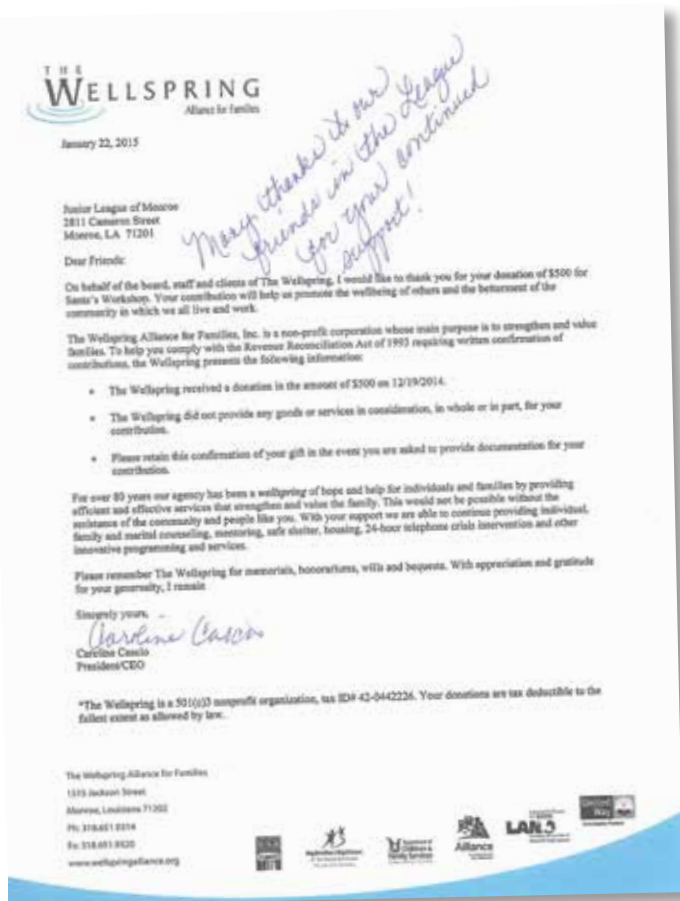 THE
WELLSPRING
Alliance for Families
January 22, 2015
Many thanks to our
friends in the League
for your continued
support!
Junior League of Monroe
2811 Cameron Street
Monroe, LA 71201
Dear Friends:
On behalf of the board, staff and clients of The Wellspring, I would like to thank you for your donation of $500 for
Santa's Workshop. Your contribution will help us promote the wellbeing of others and the betterment of the
community in which we all live and work.
The Wellspring Alliance for Families, Inc. is a non-profit corporation whose main purpose is to strengthen and value
families. To help you comply with the Revenue Reconciliation Act of 1993 requiring written confirmation of
contributions, the Wellspring presents the following information:
• The Wellspring received a donation in the amount of $500 on 12/19/2014.
• The Wellspring did not provide any goods or services in consideration, in whole or in part, for your
contribution.
• Please retain this confirmation of your gift in the event you are asked to provide documentation for your
contribution.
For over 80 years our agency has been a wellspring of hope and help for individuals and families by providing
efficient and effective services that strengthen and value the family. This would not be possible without the
assistance of the community and people like you. With your support we are able to continue providing individual,
family and marital counseling, mentoring, safe shelter, housing, 24-hour telephone crisis intervention and other
innovative programming and services.
Please remember The Wellspring for memorials, honorariums, wills and bequests. With appreciation and gratitude
for your generosity, I remain
Sincerely yours,
Caroline Cascio
Caroline Cascio
President/CEO
*The Wellspring is a 501(c)3 nonprofit organization, tax ID# 42-0442226. Your donations are tax deductible to the
fullest extent as allowed by law.
The Wellspring Alliance for Families
1515 Jackson Street
Monroe, Louisiana 71202
Ph: 318.651.9314
Fx: 318.651.9320
www.wellspringalliance.org
Department of
Children &
Family Services
Alliance
United
Way